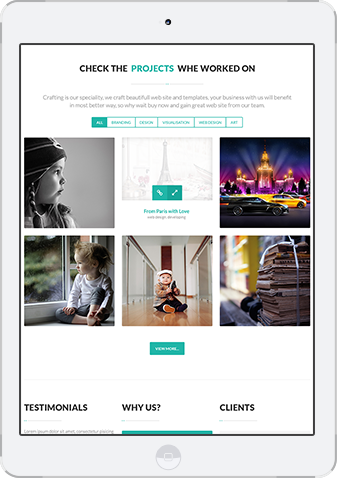 CHECK THE PROJECTS WHE WORKED ON
Crafting is our speciality, we craft beautifull web site and templates, your business with us will benefit
in most better way, so why wait buy now and gain great web site from our team.
ALL BRANDING DESIGN VISUALISATION WEB DESIGN ART
From Paris with Love
web design, developing
VIEW MORE...
TESTIMONIALS WHY US? CLIENTS
Lorem ipsum dolor sit amet, consectetur pissicing